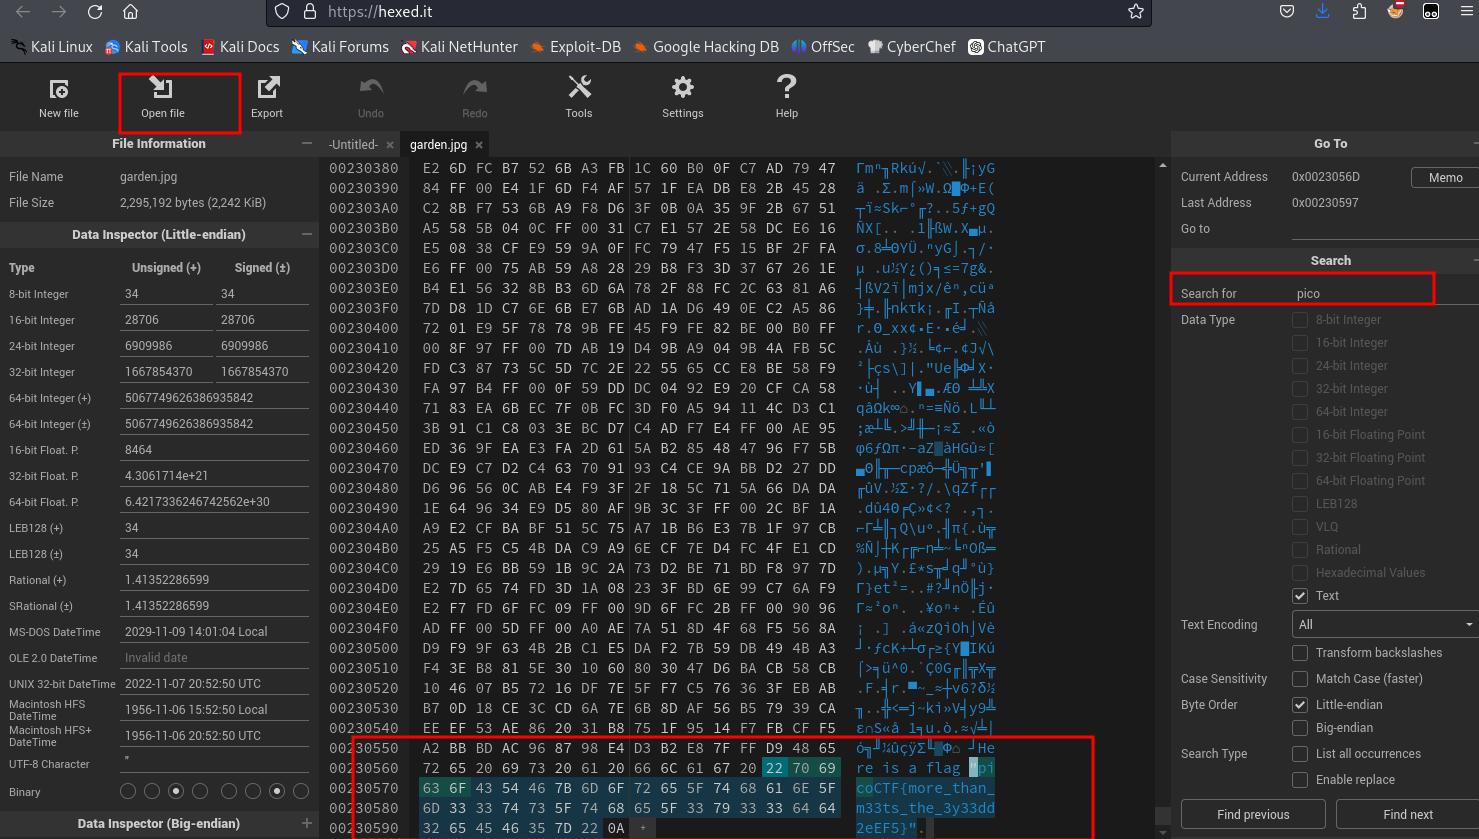 https://hexed.it
Kali Linux Kali Tools Kali Docs Kali Forums Kali NetHunter Exploit-DB Google Hacking DB OffSec CyberChef ChatGPT
New file Open file Export Undo Redo Tools Settings Help
File Information
File Name garden.jpg
File Size 2,295,192 bytes (2,242 KiB)
Data Inspector (Little-endian)
Type Unsigned (+) Signed (±)
8-bit Integer 34 34
16-bit Integer 28706 28706
24-bit Integer 6909986 6909986
32-bit Integer 1667854370 1667854370
64-bit Integer (+) 5067749626386935842
64-bit Integer (±) 5067749626386935842
16-bit Float. P. 8464
32-bit Float. P. 4.3061714e+21
64-bit Float. P. 6.4217336246742562e+30
LEB128 (+) 34
LEB128 (±) 34
Rational (+) 1.41352286599
SRational (±) 1.41352286599
MS-DOS DateTime 2029-11-09 14:01:04 Local
OLE 2.0 DateTime Invalid date
UNIX 32-bit DateTime 2022-11-07 20:52:50 UTC
Macintosh HFS DateTime 1956-11-06 15:52:50 Local
Macintosh HFS+ DateTime 1956-11-06 20:52:50 UTC
UTF-8 Character "
Binary
Data Inspector (Big-endian)
-Untitled- × garden.jpg ×
00230380 E2 6D FC B7 52 6B A3 FB 1C 60 B0 0F C7 AD 79 47
00230390 84 FF 00 E4 1F 6D F4 AF 57 1F EA DB E8 2B 45 28
002303A0 C2 8B F7 53 6B A9 F8 D6 3F 0B 0A 35 9F 2B 67 51
002303B0 A5 58 5B 04 0C FF 00 31 C7 E1 57 2E 58 DC E6 16
002303C0 E5 08 38 CF E9 59 9A 0F FC 79 47 F5 15 BF 2F FA
002303D0 E6 FF 00 75 AB 59 A8 28 29 B8 F3 3D 37 67 26 1E
002303E0 B4 E1 56 32 8B B3 6D 6A 78 2F 88 FC 2C 63 81 A6
002303F0 7D D8 1D C7 6E 6B E7 6B AD 1A D6 49 0E C2 A5 86
00230400 72 01 E9 5F 78 78 9B FE 45 F9 FE 82 BE 00 B0 FF
00230410 00 8F 97 FF 00 7D AB 19 D4 9B A9 04 9B 4A FB 5C
00230420 FD C3 87 73 5C 5D 7C 2E 22 55 65 CC E8 BE 58 F9
00230430 FA 97 B4 FF 00 0F 59 DD DC 04 92 E9 20 CF CA 58
00230440 71 83 EA 6B EC 7F 0B FC 3D F0 A5 94 11 4C D3 C1
00230450 3B 91 C1 C8 03 3E BC D7 C4 AD F7 E4 FF 00 AE 95
00230460 ED 36 9F EA E3 FA 2D 61 5A B2 85 48 47 96 F7 5B
00230470 DC E9 C7 D2 C4 63 70 91 93 C4 CE 9A BB D2 27 DD
00230480 D6 96 56 0C AB E4 F9 3F 2F 18 5C 71 5A 66 DA DA
00230490 1E 64 96 34 E9 D5 80 AF 9B 3C 3F FF 00 2C BF 1A
002304A0 A9 E2 CF BA BF 51 5C 75 A7 1B B6 E3 7B 1F 97 CB
002304B0 25 A5 F5 C5 4B DA C9 A9 6E CF 7E D4 FC 4F E1 CD
002304C0 29 19 E6 BB 59 1B 9C 2A 73 D2 BE 71 BD F8 97 7D
002304D0 E2 7D 65 74 FD 3D 1A 08 23 3F BD 6E 99 C7 6A F9
002304E0 E2 F7 FD 6F FC 09 FF 00 9D 6F FC 2B FF 00 90 96
002304F0 AD FF 00 5D FF 00 A0 AE 7A 51 8D 4F 68 F5 56 8A
00230500 D9 F9 9F 63 4B 2B C1 E5 DA F2 7B 59 DB 49 4B A3
00230510 F4 3E B8 81 5E 30 10 60 80 30 47 D6 BA CB 58 CB
00230520 10 46 07 B5 72 16 DF 7E 5F F7 C5 76 36 3F EB AB
00230530 B7 0D 18 CE 3C CD 6A 7E 6B 8D AF 56 B5 79 39 CA
00230540 EE EF 53 AE 86 20 31 B8 75 1F 95 14 F7 FB CF F5
00230550 A2 BB BD AC 96 87 98 E4 D3 B2 E8 7F FF D9 48 65 He
00230560 72 65 20 69 73 20 61 20 66 6C 61 67 20 22 70 69 re is a flag "pi
00230570 63 6F 43 54 46 7B 6D 6F 72 65 5F 74 68 61 6E 5F coCTF{more_than_
00230580 6D 33 33 74 73 5F 74 68 65 5F 33 79 33 33 64 64 m33ts_the_3y33dd
00230590 32 65 45 46 35 7D 22 0A + 2eEF5}".
Go To
Current Address 0x0023056D Memo
Last Address 0x00230597
Go to
Search
Search for pico
Data Type 8-bit Integer
16-bit Integer
24-bit Integer
32-bit Integer
64-bit Integer
16-bit Floating Point
32-bit Floating Point
64-bit Floating Point
LEB128
VLQ
Rational
Hexadecimal Values
Text
Text Encoding All
Transform backslashes
Case Sensitivity Match Case (faster)
Byte Order Little-endian
Big-endian
Search Type List all occurrences
Enable replace
Find previous Find next